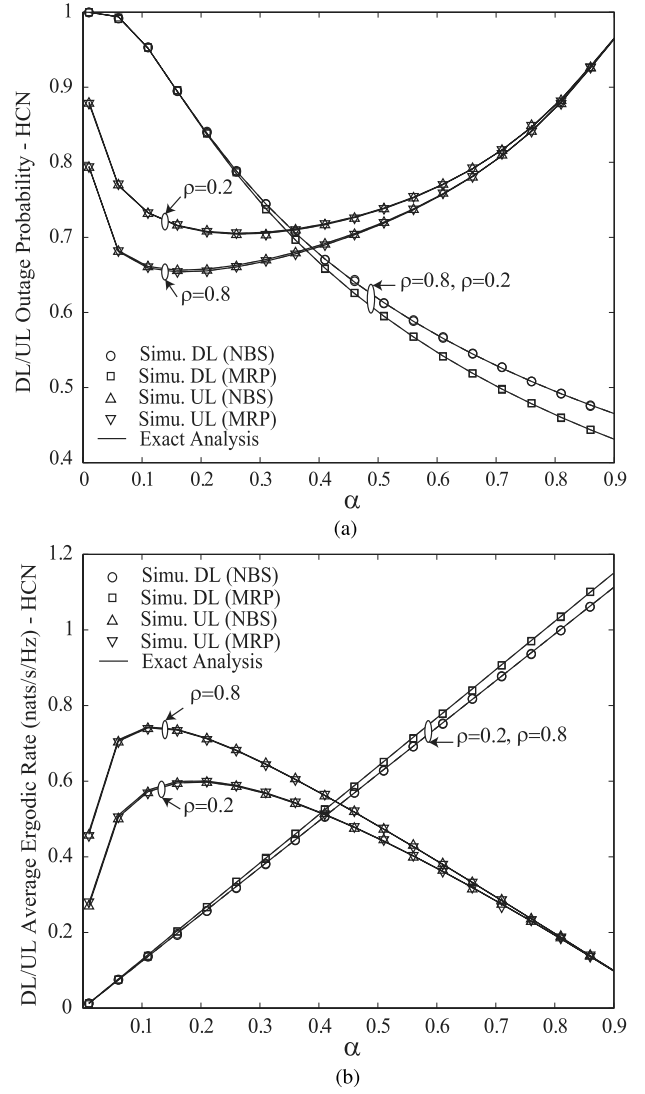 DL/UL Outage Probability - HCN
1
0.9
0.8
0.7
0.6
0.5
0.4
ρ=0.2
ρ=0.8
ρ=0.8, ρ=0.2
Simu. DL (NBS)
Simu. DL (MRP)
Simu. UL (NBS)
Simu. UL (MRP)
Exact Analysis
0 0.1 0.2 0.3 0.4 0.5 0.6 0.7 0.8 0.9
α
(a)
DL/UL Average Ergodic Rate (nats/s/Hz) - HCN
1.2
1
0.8
0.6
0.4
0.2
0
Simu. DL (NBS)
Simu. DL (MRP)
Simu. UL (NBS)
Simu. UL (MRP)
Exact Analysis
ρ=0.8
ρ=0.2, ρ=0.8
ρ=0.2
0.1 0.2 0.3 0.4 0.5 0.6 0.7 0.8 0.9
α
(b)